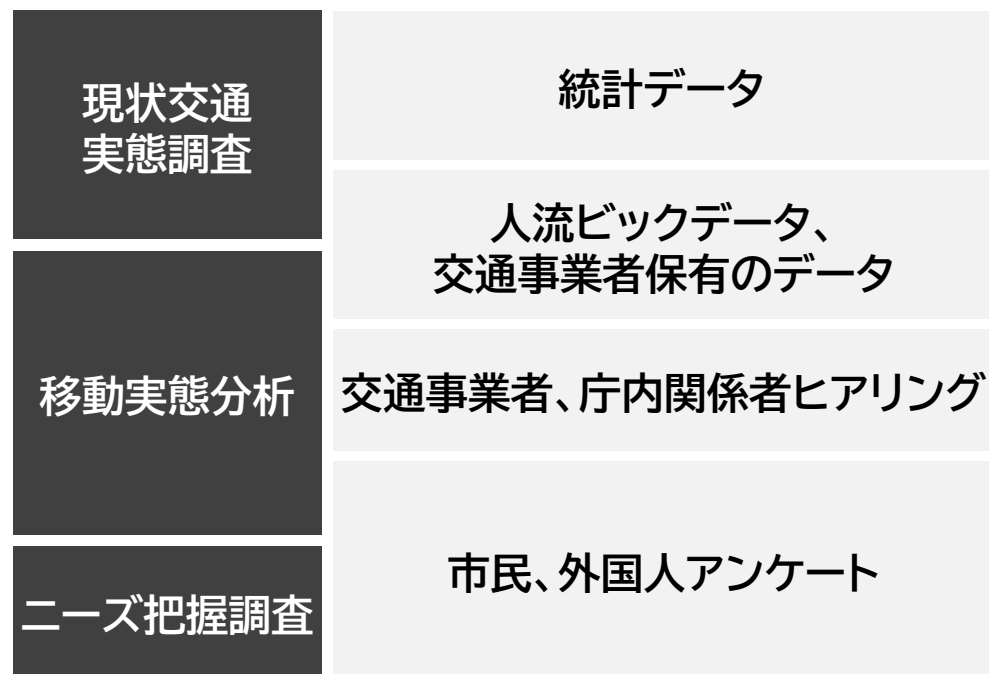 現状交通
実態調査
統計データ
人流ビックデータ、
交通事業者保有のデータ
移動実態分析
交通事業者、庁内関係者ヒアリング
市民、外国人アンケート
ニーズ把握調査